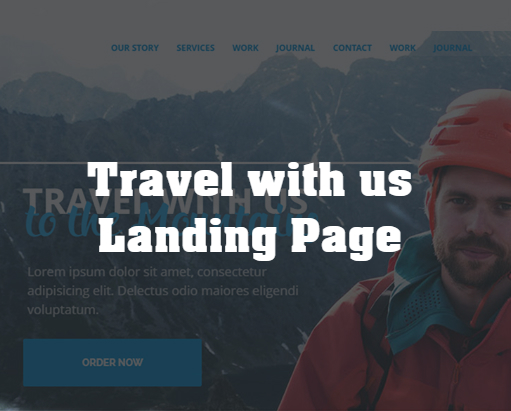 OUR STORY SERVICES WORK JOURNAL CONTACT WORK JOURNAL
Travel with us
Landing Page
TRAVEL WITH US
to the Mountains
Lorem ipsum dolor sit amet, consectetur
adipisicing elit. Delectus odio maiores eligendi
voluptatum.
ORDER NOW